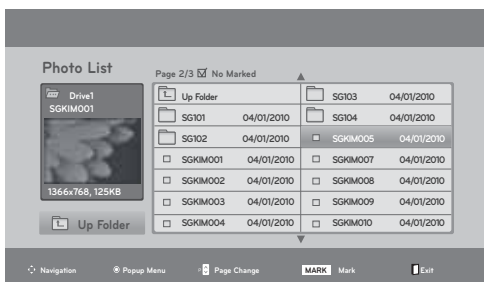 Photo List
Page 2/3 No Marked
Drive1
SGKIM001
1366x768, 125KB
Up Folder
Up Folder
SG101 04/01/2010
SG102 04/01/2010
SGKIM001 04/01/2010
SGKIM002 04/01/2010
SGKIM003 04/01/2010
SGKIM004 04/01/2010
SG103 04/01/2010
SG104 04/01/2010
SGKIM005 04/01/2010
SGKIM007 04/01/2010
SGKIM008 04/01/2010
SGKIM009 04/01/2010
SGKIM010 04/01/2010
Navigation Popup Menu Page Change MARK Mark Exit